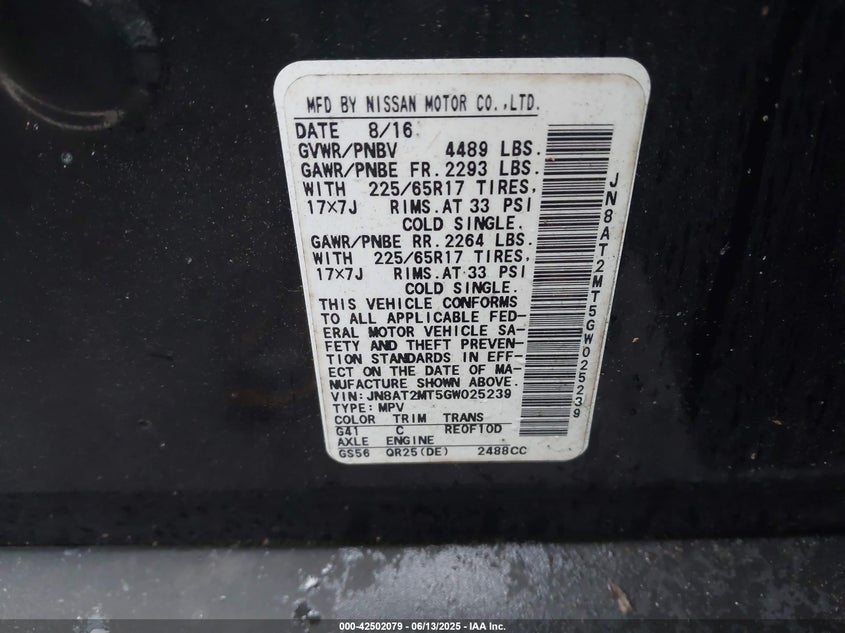 MFD BY NISSAN MOTOR CO.,LTD.
DATE 8/16
GVWR/PNBV 4489 LBS.
GAWR/PNBE FR. 2293 LBS.
WITH 225/65R17 TIRES,
17×7J RIMS.AT 33 PSI
COLD SINGLE.
GAWR/PNBE RR. 2264 LBS.
WITH 225/65R17 TIRES,
17×7J RIMS.AT 33 PSI
COLD SINGLE.
THIS VEHICLE CONFORMS
TO ALL APPLICABLE FED-
ERAL MOTOR VEHICLE SA-
FETY AND THEFT PREVEN-
TION STANDARDS IN EFF-
ECT ON THE DATE OF MA-
NUFACTURE SHOWN ABOVE.
VIN:JN8AT2MT5GW025239
TYPE:MPV
COLOR TRIM TRANS
G41 C RE0F10D
AXLE ENGINE
GS56 QR25(DE) 2488CC
JN8AT2MT5GW025239
000-42502079 - 06/13/2025 - IAA Inc.